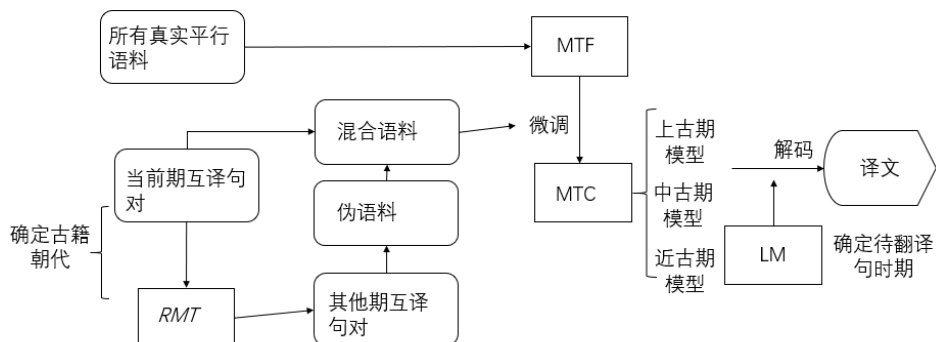 所有真实平行
语料
MTF
混合语料
微调
上古期
模型
解码
译文
当前期互译句
对
伪语料
MTC
中古期
模型
确定古籍
朝代
近古期
模型
LM
确定待翻译
句时期
RMT
其他期互译
句对